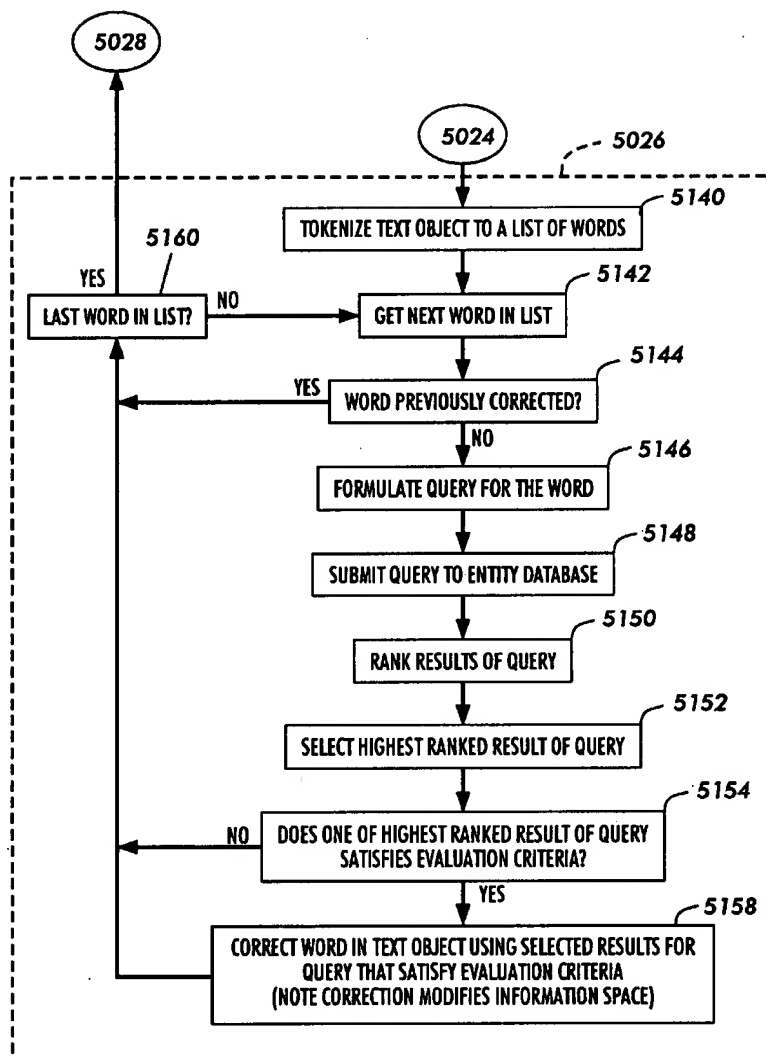 5028
5024
5026
5140
TOKENIZE TEXT OBJECT TO A LIST OF WORDS
5160
5142
YES
NO
LAST WORD IN LIST?
GET NEXT WORD IN LIST
5144
YES
WORD PREVIOUSLY CORRECTED?
NO
5146
FORMULATE QUERY FOR THE WORD
5148
SUBMIT QUERY TO ENTITY DATABASE
5150
RANK RESULTS OF QUERY
5152
SELECT HIGHEST RANKED RESULT OF QUERY
5154
NO
DOES ONE OF HIGHEST RANKED RESULT OF QUERY
SATISFIES EVALUATION CRITERIA?
YES
5158
CORRECT WORD IN TEXT OBJECT USING SELECTED RESULTS FOR
QUERY THAT SATISFY EVALUATION CRITERIA
(NOTE CORRECTION MODIFIES INFORMATION SPACE)